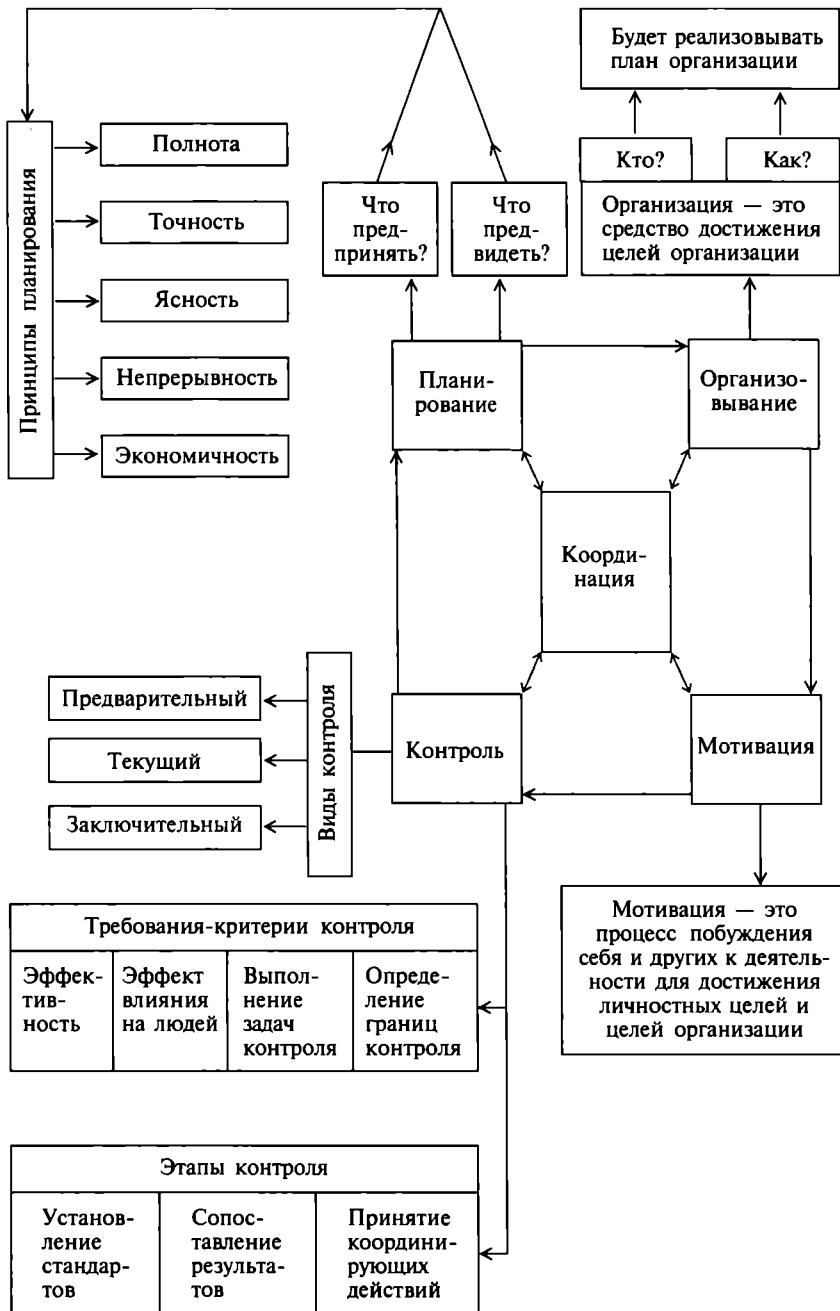 Будет реализовывать
план организации
Кто?
Как?
Организация — это
средство достижения
целей организации
Что
пред-
принять?
Что
пред-
видеть?
Принципы планирования
Полнота
Точность
Ясность
Непрерывность
Экономичность
Плани-
рование
Организо-
вывание
Коорди-
нация
Контроль
Мотивация
Виды контроля
Предварительный
Текущий
Заключительный
Требования-критерии контроля
Эффек-
тив-
ность
Эффект
влияния
на людей
Выпол-
нение
задач
контроля
Опреде-
ление
границ
контроля
Мотивация — это
процесс побуждения
себя и других к деятель-
ности для достижения
личностных целей и
целей организации
Этапы контроля
Установ-
ление
стандар-
тов
Сопос-
тавление
результа-
тов
Принятие
координи-
рующих
действий